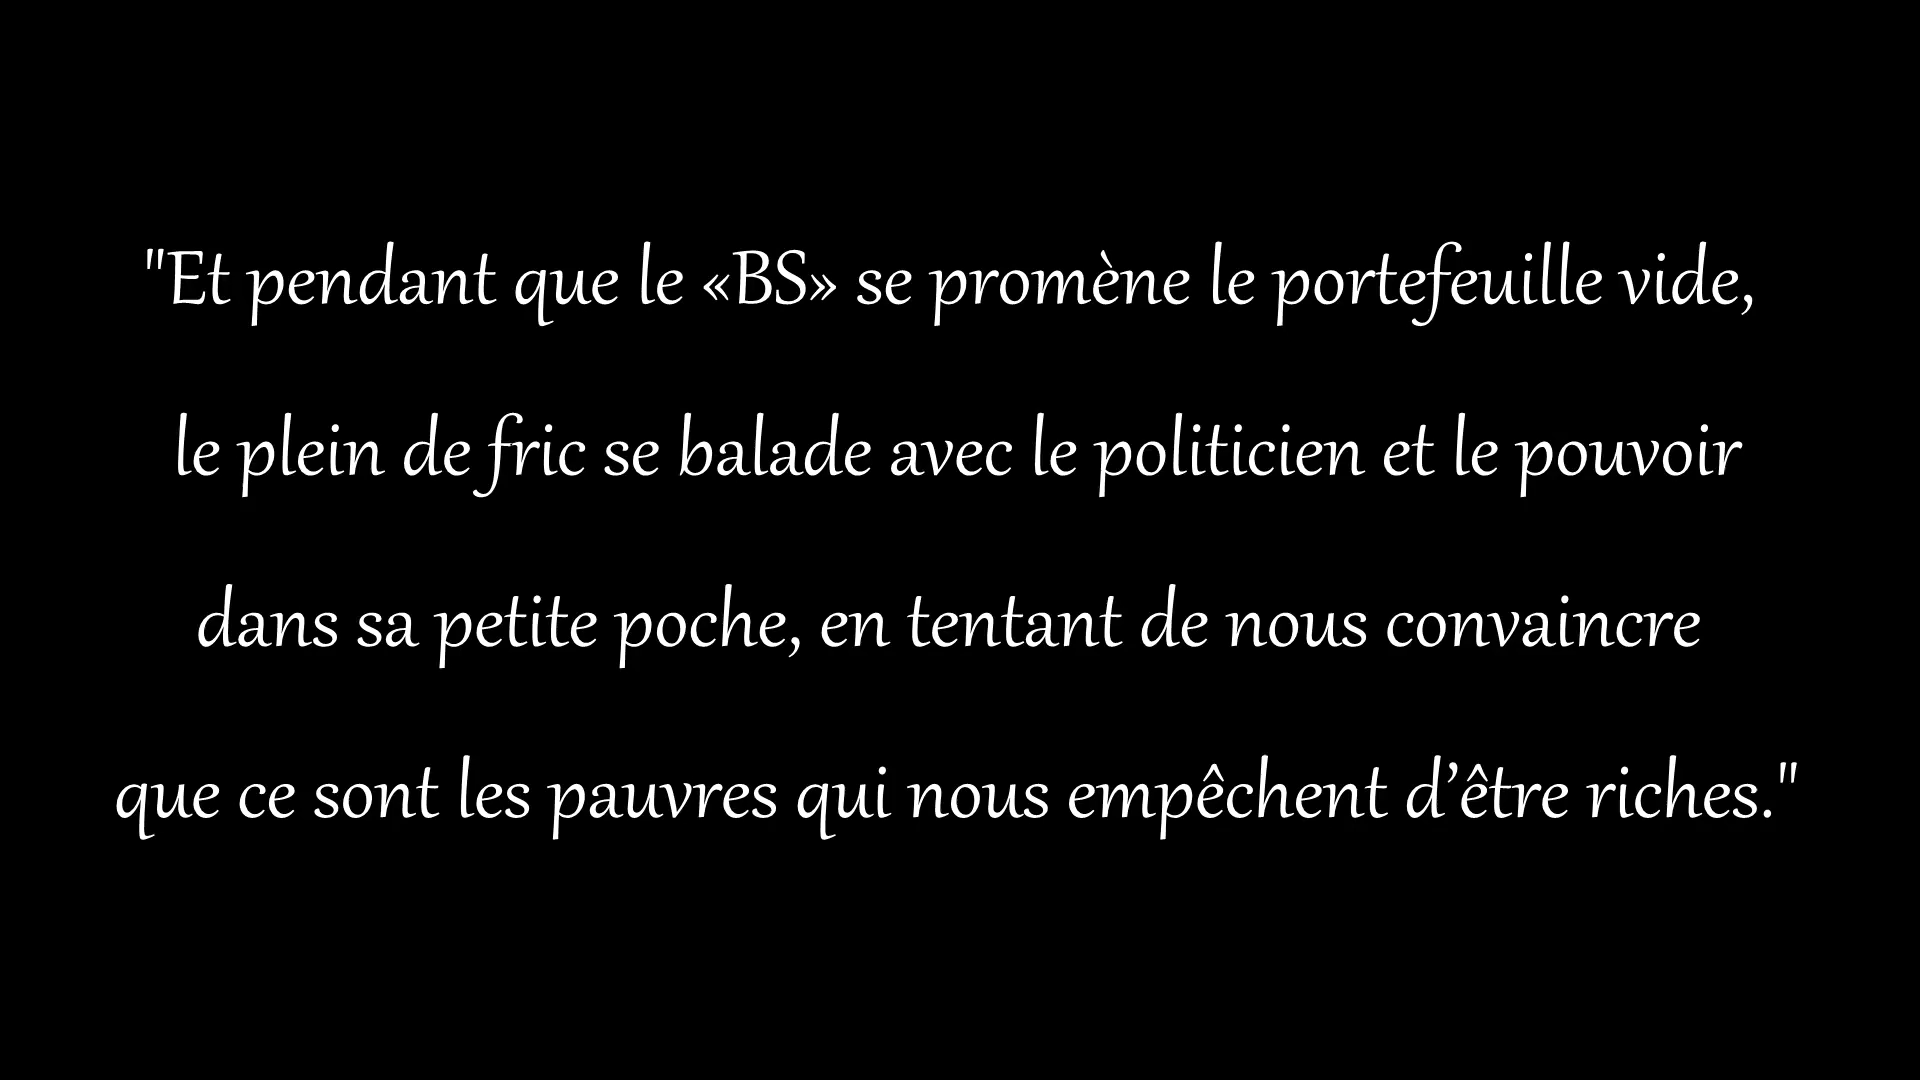 "Et pendant que le «BS» se promène le portefeuille vide,
le plein de fric se balade avec le politicien et le pouvoir
dans sa petite poche, en tentant de nous convaincre
que ce sont les pauvres qui nous empêchent d’être riches."